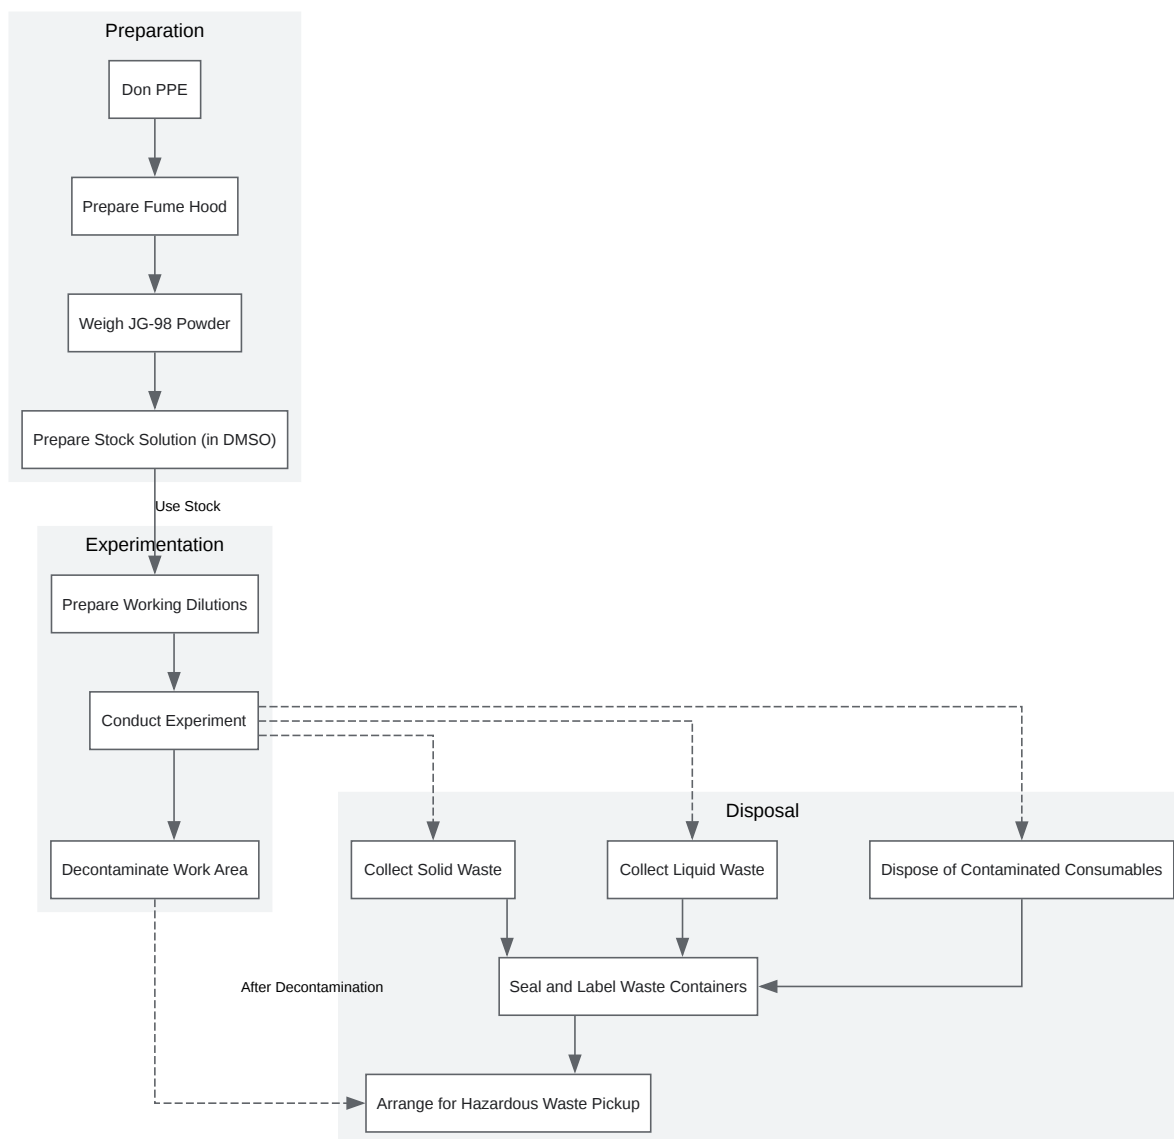 Preparation
Don PPE
Prepare Fume Hood
Weigh JG-98 Powder
Prepare Stock Solution (in DMSO)
Use Stock
Experimentation
Prepare Working Dilutions
Conduct Experiment
Decontaminate Work Area
Disposal
Collect Solid Waste
Collect Liquid Waste
Dispose of Contaminated Consumables
After Decontamination
Seal and Label Waste Containers
Arrange for Hazardous Waste Pickup